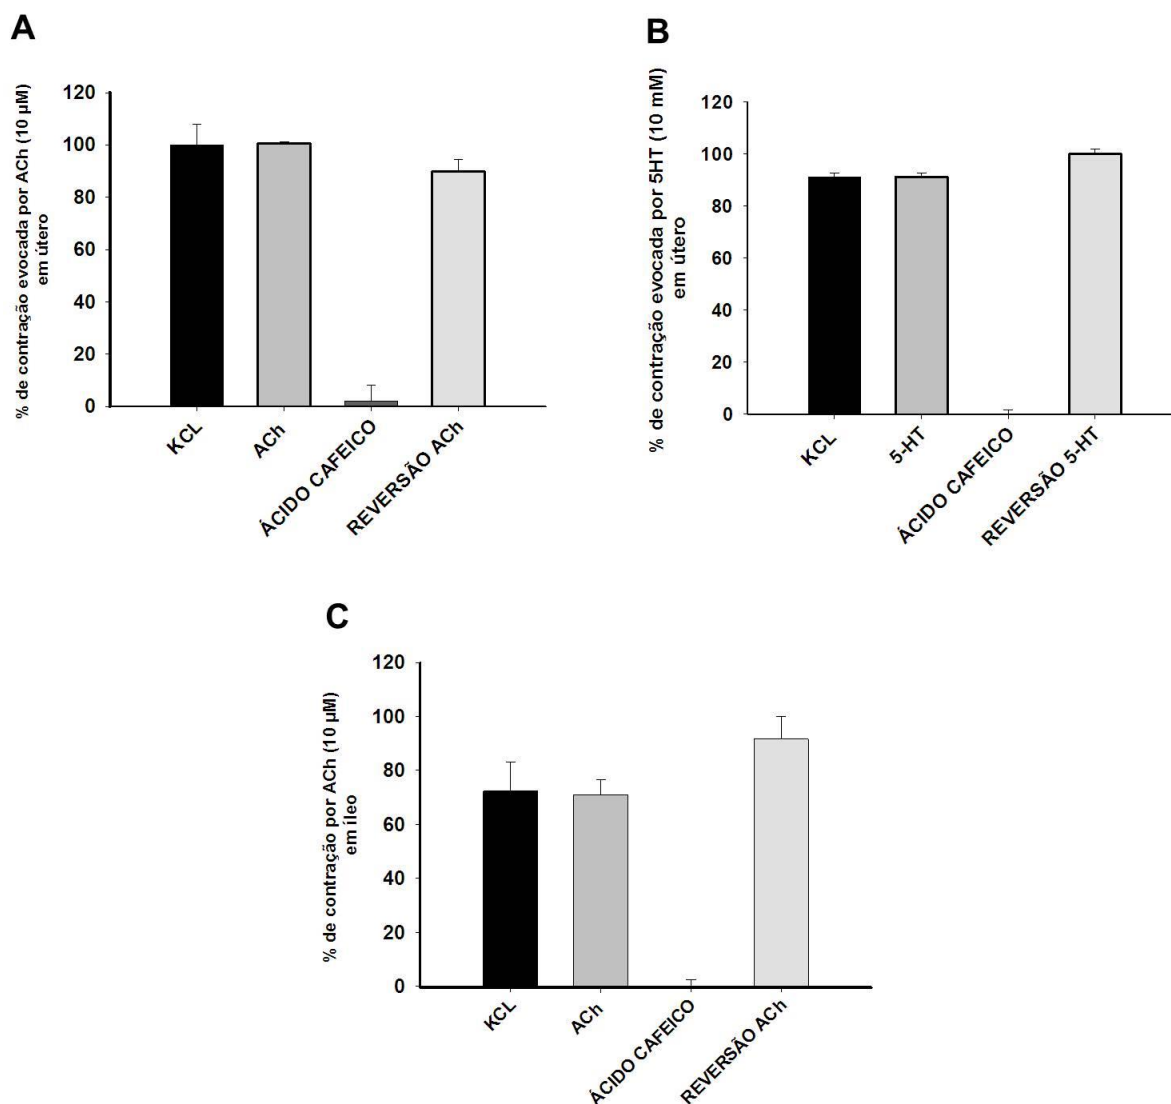 A
% de contração evocada por ACh (10 µM)
em útero
120
100
80
60
40
20
0
KCL
ACh
ÁCIDO CAFEICO
REVERSÃO ACh
B
% de contração evocada por 5HT (10 mM)
em útero
120
100
80
60
40
20
0
KCL
5-HT
ÁCIDO CAFEICO
REVERSÃO 5-HT
C
% de contração por ACh (10 µM)
em íleo
120
100
80
60
40
20
0
KCL
ACh
ÁCIDO CAFEICO
REVERSÃO ACh